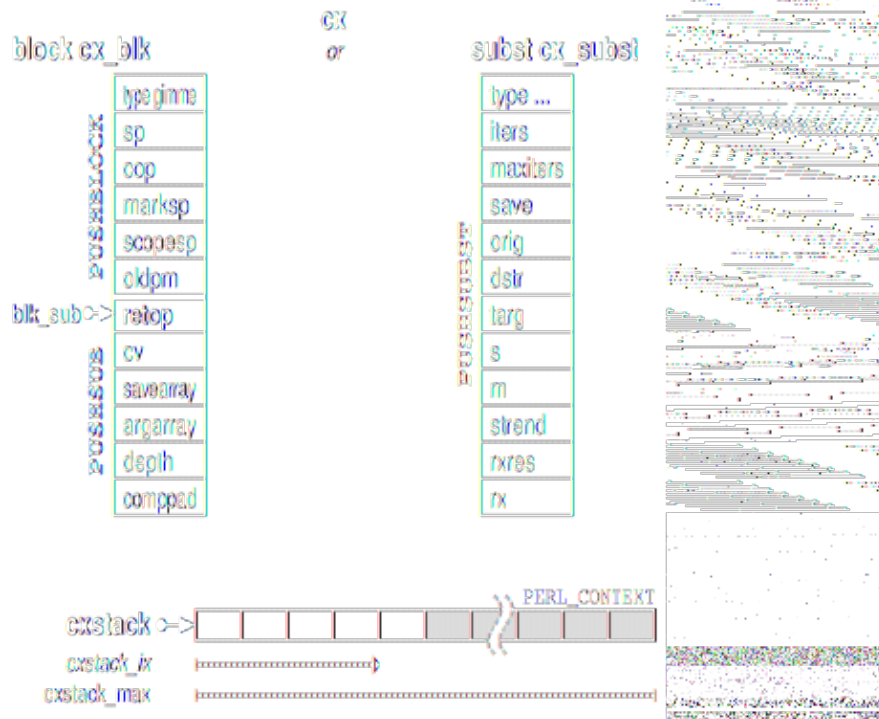 cx
block cx_blk or subst cx_subst
type gimme
sp
oop
marksp
scopesp
oldpm
retop
cv
savearray
argarray
depth
comppad
PUSHBLOCK
blk_sub
PUSHSUB
type ...
iters
maxiters
save
orig
dstr
targ
s
m
strend
rxres
rx
PUSHSUBST
PERL_CONTEXT
cxstack
cxstack_ix
cxstack_max